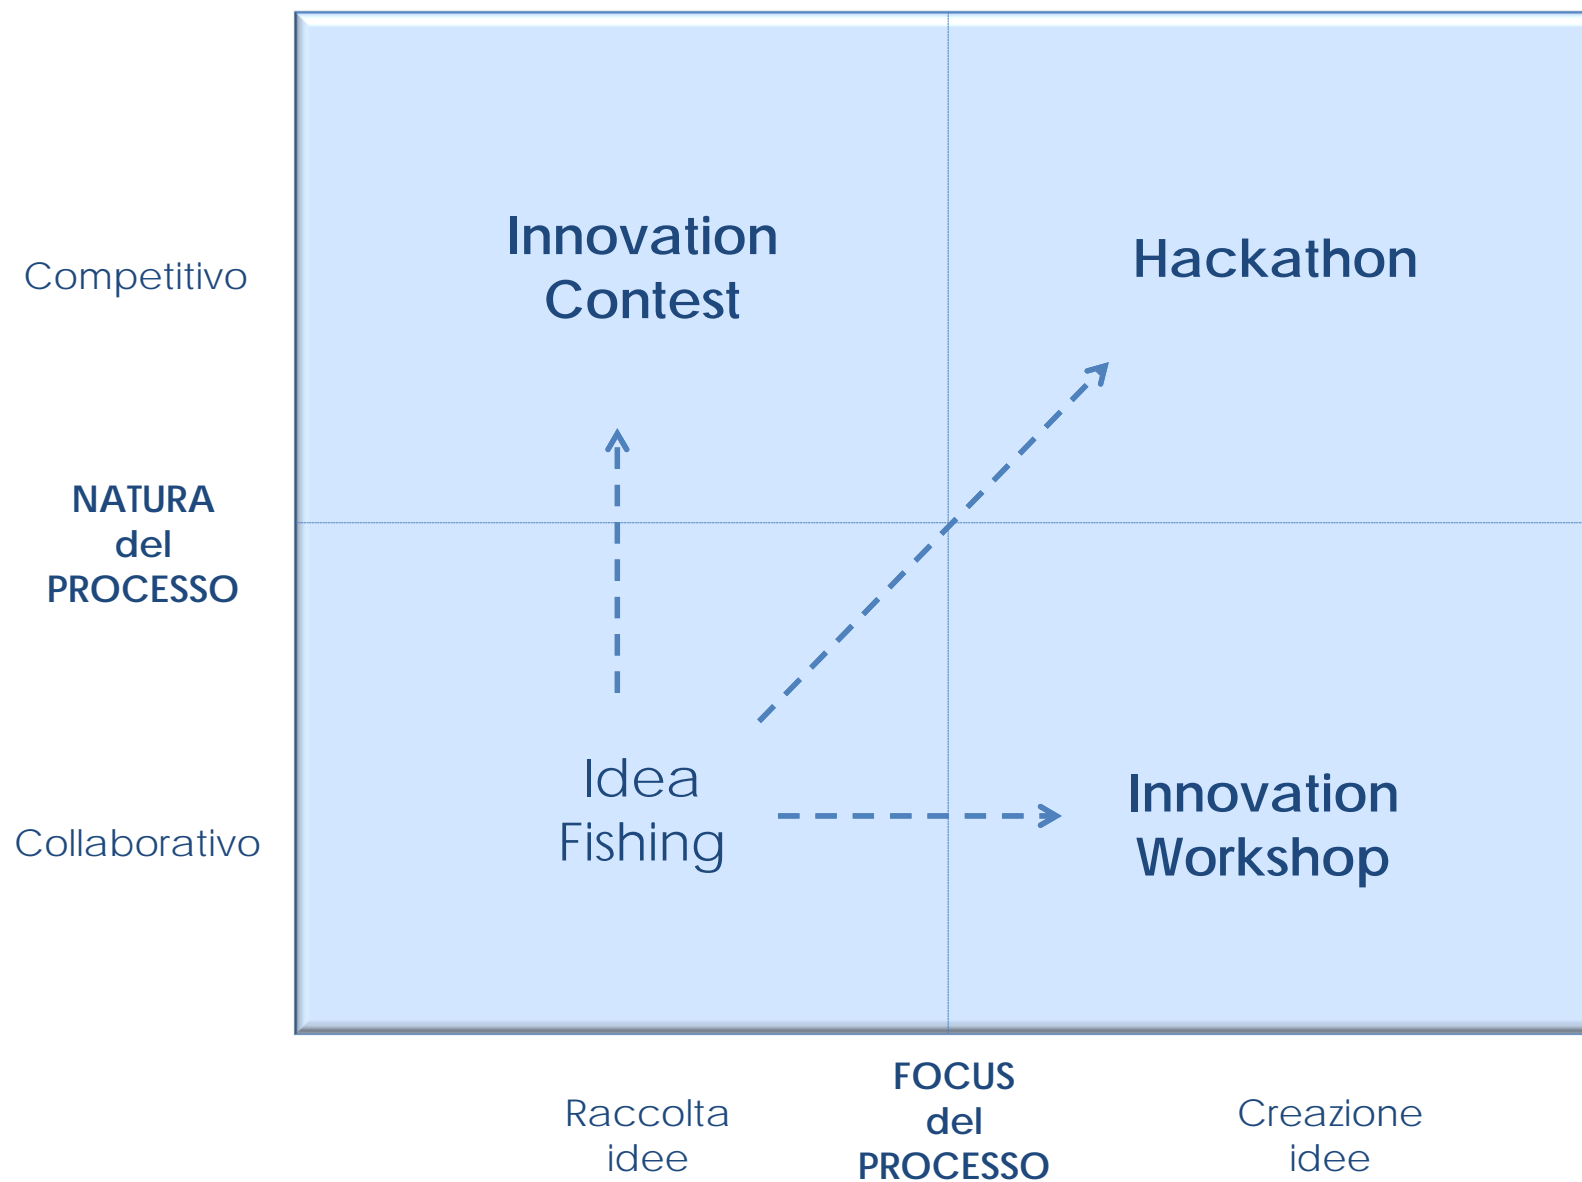 Innovation
Contest
Hackathon
Competitivo
NATURA
del
PROCESSO
Idea
Fishing
Innovation
Workshop
Collaborativo
Raccolta
idee
FOCUS
del
PROCESSO
Creazione
idee